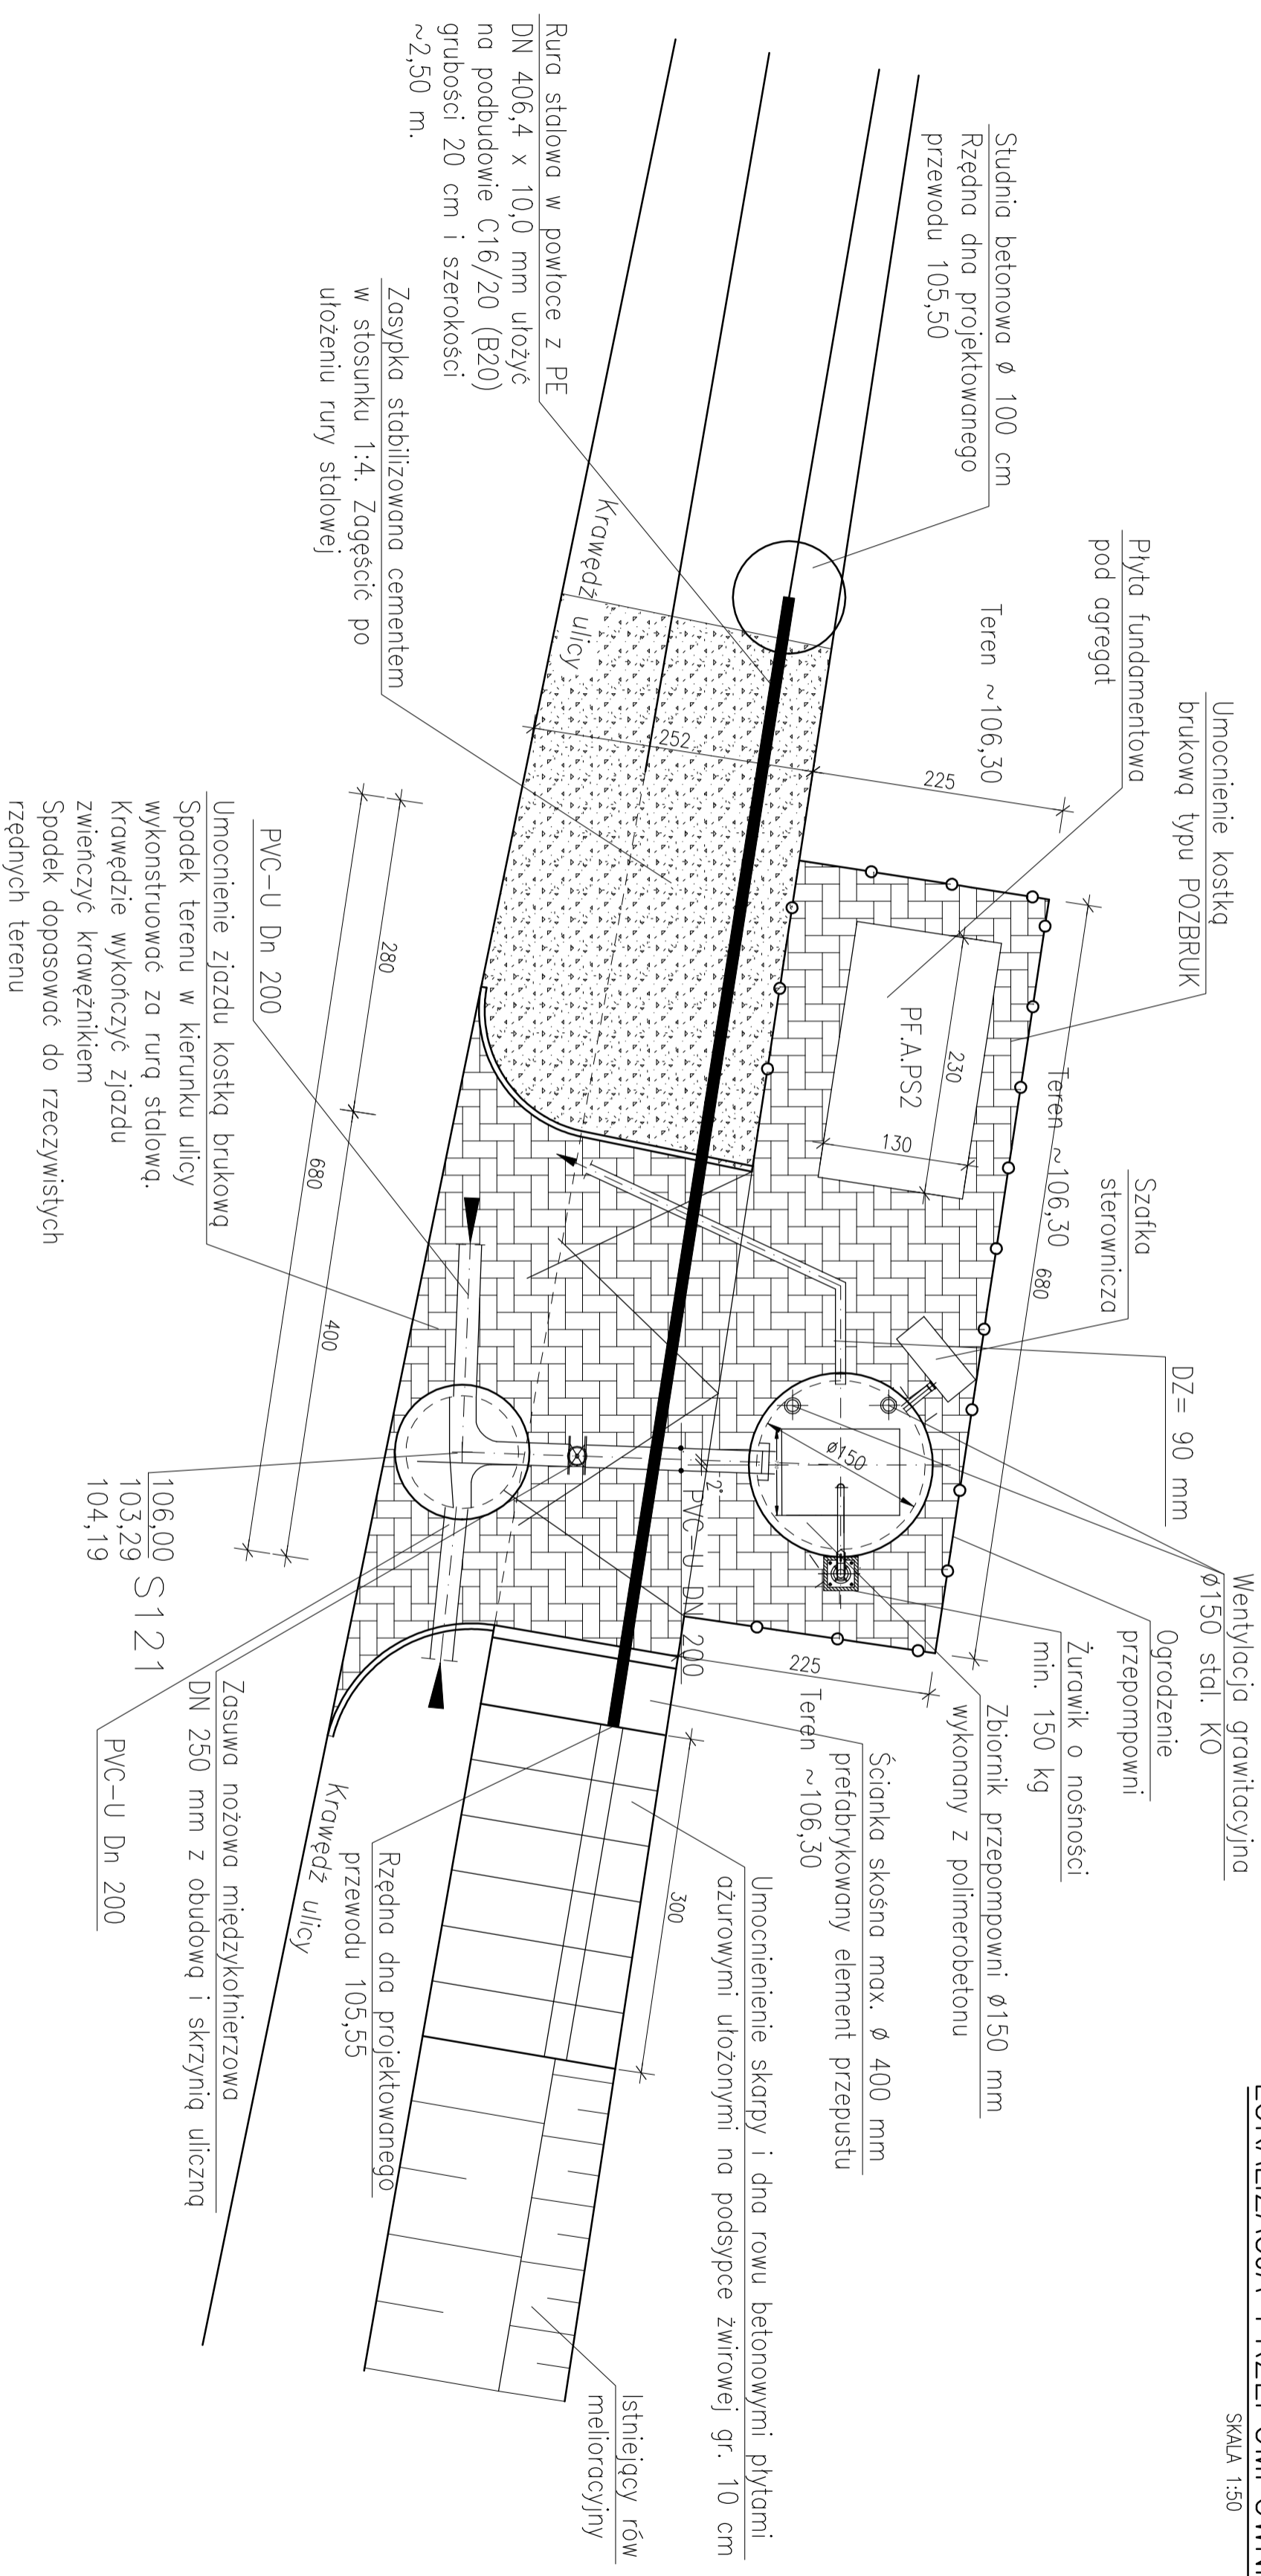 SKALA 1:50
Umocnienie kostką
brukową typu POZBRUK
Płyta fundamentowa
pod agregat
Studnia betonowa ø 100 cm
Rzędna dna projektowanego
przewodu 105,50
Rura stalowa w powłoce z PE
DN 406,4 x 10,0 mm ułożyć
na podbudowie C16/20 (B20)
grubości 20 cm i szerokości
~2,50 m.
Zasypka stabilizowana cementem
w stosunku 1:4. Zagęścić po
ułożeniu rury stalowej
Krawędź ulicy
Teren ~106,30
252
225
PF.A.PS2
230
130
Teren ~106,30
680
Szafka
sterownicza
DZ= 90 mm
Wentylacja grawitacyjna
ø150 stal. KO
Ogrodzenie
przepompowni
Żurawik o nośności
min. 150 kg
Zbiornik przepompowni ø150 mm
wykonany z polimerobetonu
Ścianka skośna max. ø 400 mm
prefabrykowany element przepustu
Teren ~106,30
225
Umocnienienie skarpy i dna rowu betonowymi płytami
ażurowymi ułożonymi na podsypce żwirowej gr. 10 cm
300
Istniejący rów
melioracyjny
ø150
2°
PVC-U DN 200
PVC-U Dn 200
280
680
400
Umocnienie zjazdu kostką brukową
Spadek terenu w kierunku ulicy
wykonstruować za rurą stalową.
Krawędzie wykończyć zjazdu
zwieńczyć krawężnikiem
Spadek dopasować do rzeczywistych
rzędnych terenu
106,00
103,29
104,19
S121
Rzędna dna projektowanego
przewodu 105,55
Krawędź ulicy
Zasuwa nożowa międzykołnierzowa
DN 250 mm z obudową i skrzynią uliczną
PVC-U Dn 200